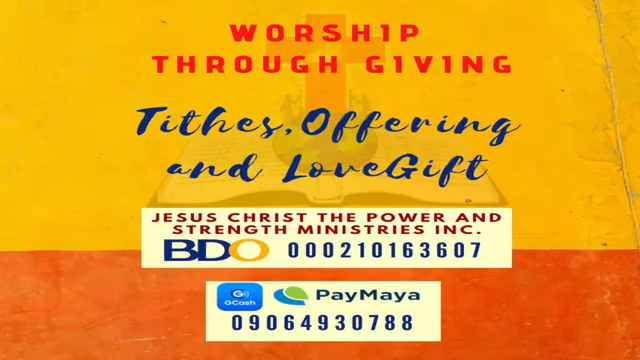 WORSHIP
THROUGH GIVING
Tithes, Offering
and LoveGift
JESUS CHRIST THE POWER AND
STRENGTH MINISTRIES INC.
BDO 000210163607
GCash PayMaya
09064930788